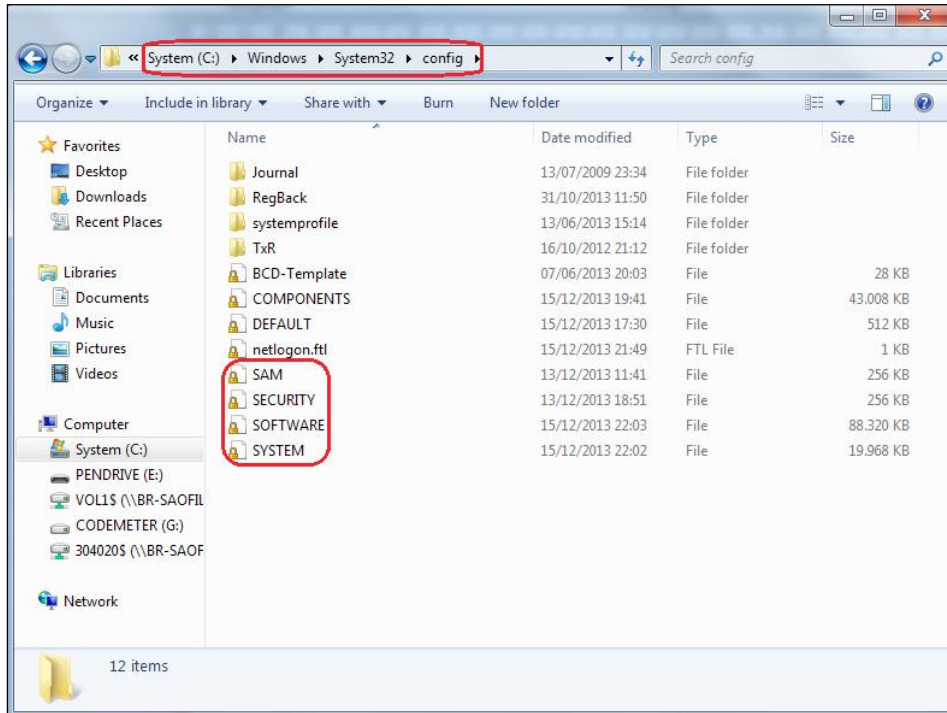 « System (C:) ▸ Windows ▸ System32 ▸ config ▸ Search config
Organize Include in library Share with Burn New folder
Favorites
Desktop
Downloads
Recent Places
Libraries
Documents
Music
Pictures
Videos
Computer
System (C:)
PENDRIVE (E:)
VOL1$ (\\BR-SAOFIL
CODEMETER (G:)
304020$ (\\BR-SAOF
Network
Name Date modified Type Size
Journal 13/07/2009 23:34 File folder
RegBack 31/10/2013 11:50 File folder
systemprofile 13/06/2013 15:14 File folder
TxR 16/10/2012 21:12 File folder
BCD-Template 07/06/2013 20:03 File 28 KB
COMPONENTS 15/12/2013 19:41 File 43.008 KB
DEFAULT 15/12/2013 17:30 File 512 KB
netlogon.ftl 15/12/2013 21:49 FTL File 1 KB
SAM 13/12/2013 11:41 File 256 KB
SECURITY 13/12/2013 18:51 File 256 KB
SOFTWARE 15/12/2013 22:03 File 88.320 KB
SYSTEM 15/12/2013 22:02 File 19.968 KB
12 items